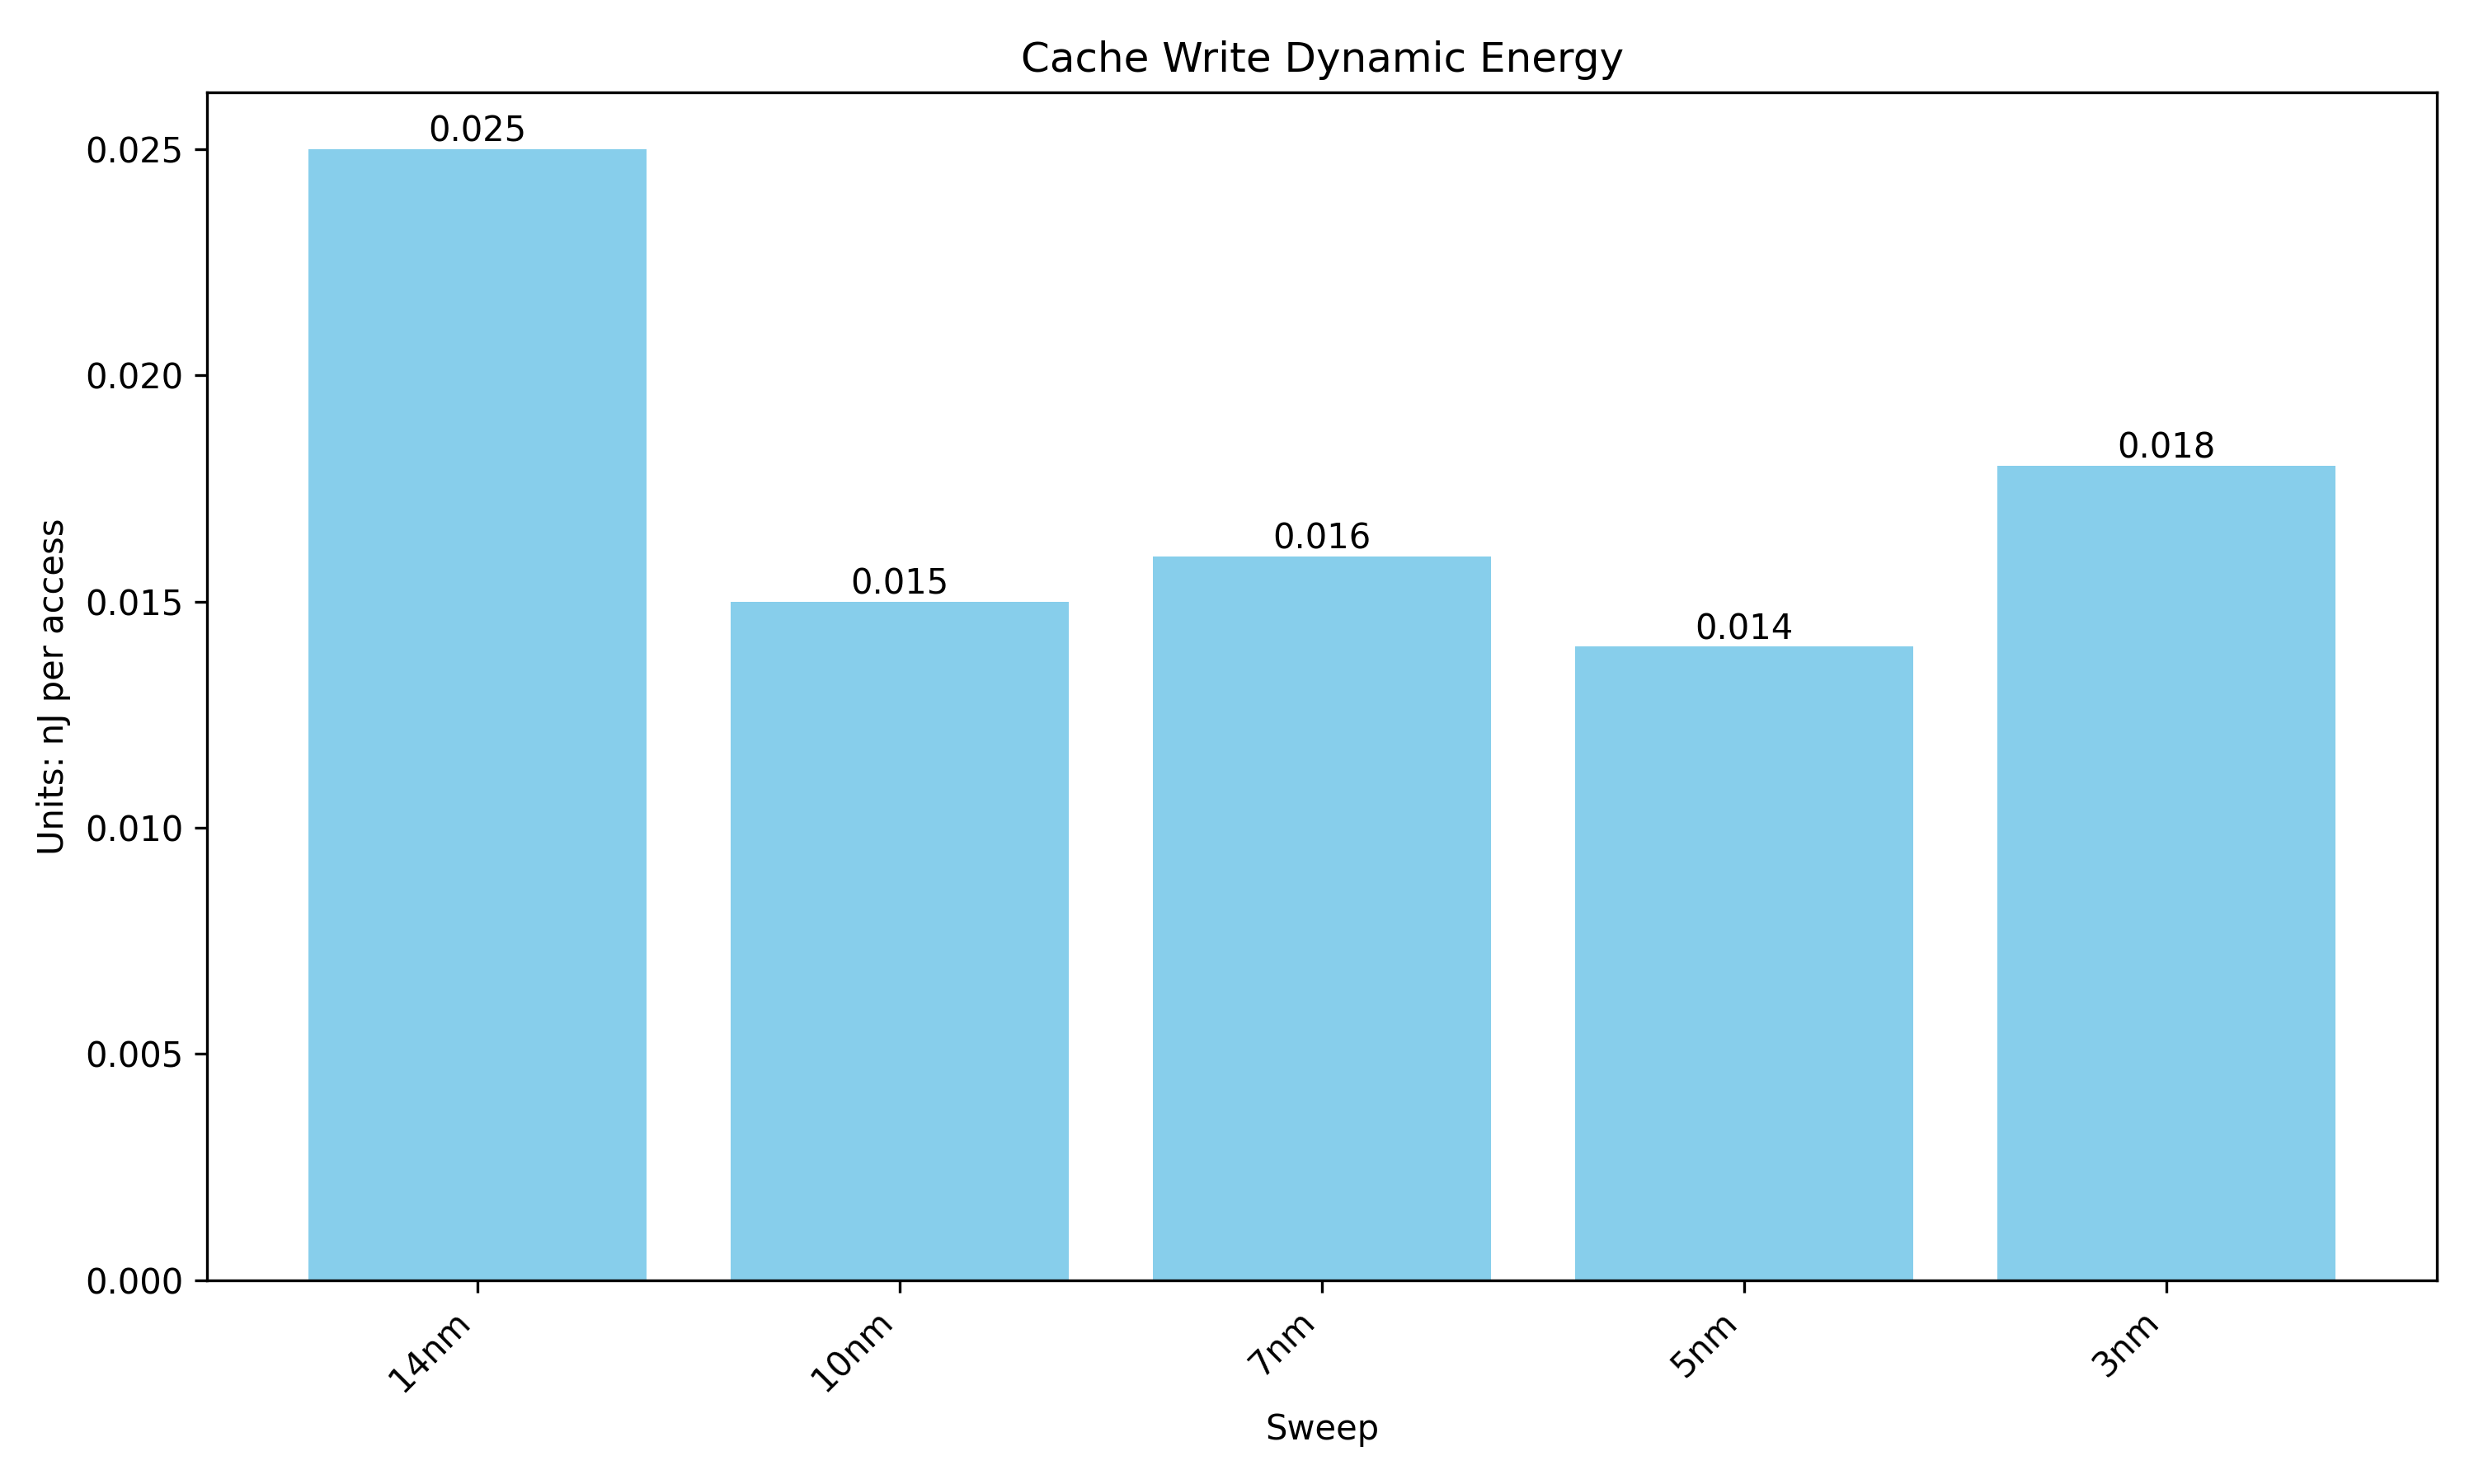 Cache Write Dynamic Energy
Units: nJ per access
0.025
0.020
0.015
0.010
0.005
0.000
0.025
0.015
0.016
0.014
0.018
14nm
10nm
7nm
5nm
3nm
Sweep